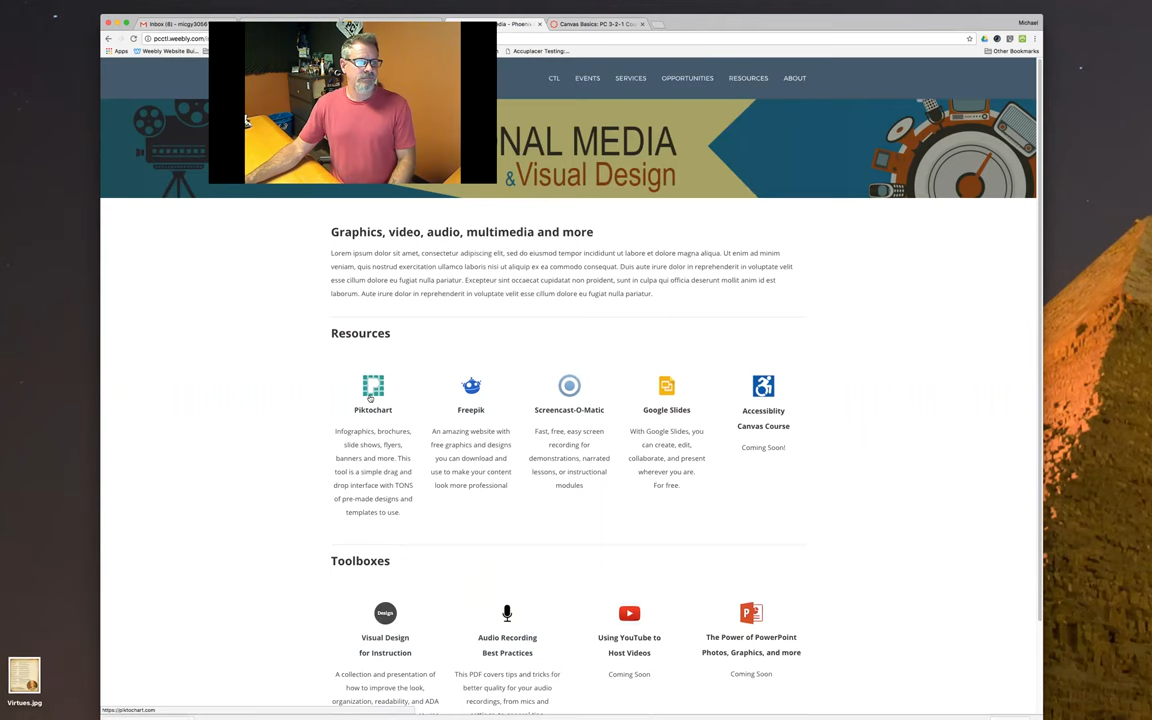 Inbox (6) - micgy3056
dia - Phoeni
Canvas Basics: PC 3-2-1 Co
Michael
pcctl.weebly.com/
Apps
Weebly Website Bui...
Accuplacer Testing:...
Other Bookmarks
CTL EVENTS SERVICES OPPORTUNITIES RESOURCES ABOUT
NAL MEDIA
&Visual Design
Graphics, video, audio, multimedia and more
Lorem ipsum dolor sit amet, consectetur adipiscing elit, sed do eiusmod tempor incididunt ut labore et dolore magna aliqua. Ut enim ad minim
veniam, quis nostrud exercitation ullamco laboris nisi ut aliquip ex ea commodo consequat. Duis aute irure dolor in reprehenderit in voluptate velit
esse cillum dolore eu fugiat nulla pariatur. Excepteur sint occaecat cupidatat non proident, sunt in culpa qui officia deserunt mollit anim id est
laborum. Aute irure dolor in reprehenderit in voluptate velit esse cillum dolore eu fugiat nulla pariatur.
Resources
Piktochart
Infographics, brochures,
slide shows, flyers,
banners and more. This
tool is a simple drag and
drop interface with TONS
of pre-made designs and
templates to use.
Freepik
An amazing website with
free graphics and designs
you can download and
use to make your content
look more professional
Screencast-O-Matic
Fast, free, easy screen
recording for
demonstrations, narrated
lessons, or instructional
modules
Google Slides
With Google Slides, you
can create, edit,
collaborate, and present
wherever you are.
For free.
Accessiblity
Canvas Course
Coming Soon!
Toolboxes
Design
Visual Design
for Instruction
A collection and presentation of
how to improve the look,
organization, readability, and ADA
Audio Recording
Best Practices
This PDF covers tips and tricks for
better quality for your audio
recordings, from mics and
Using YouTube to
Host Videos
Coming Soon
The Power of PowerPoint
Photos, Graphics, and more
Coming Soon
https://piktochart.com
Virtues.jpg